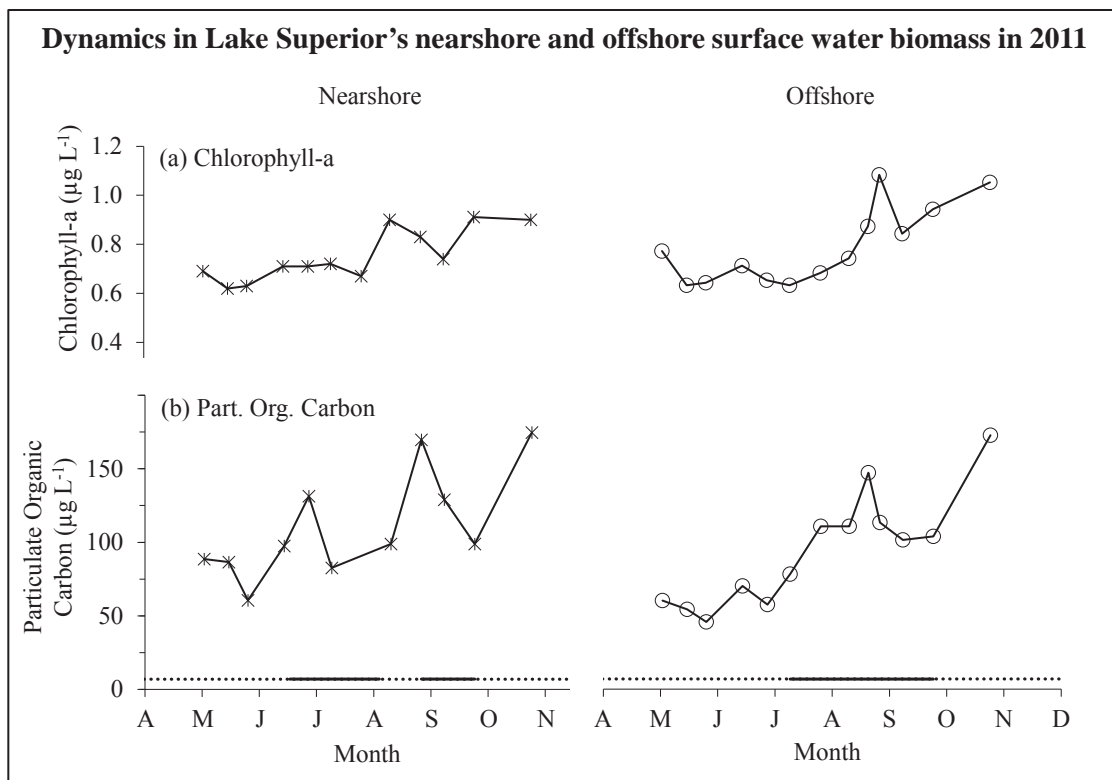 Dynamics in Lake Superior's nearshore and offshore surface water biomass in 2011
Nearshore
Offshore
Chlorophyll-a (µg L-1)
1.2
1.0
0.8
0.6
0.4
(a) Chlorophyll-a
Particulate Organic
Carbon (µg L-1)
150
100
50
0
(b) Part. Org. Carbon
A M J J A S O N
Month
A M J J A S O N D
Month